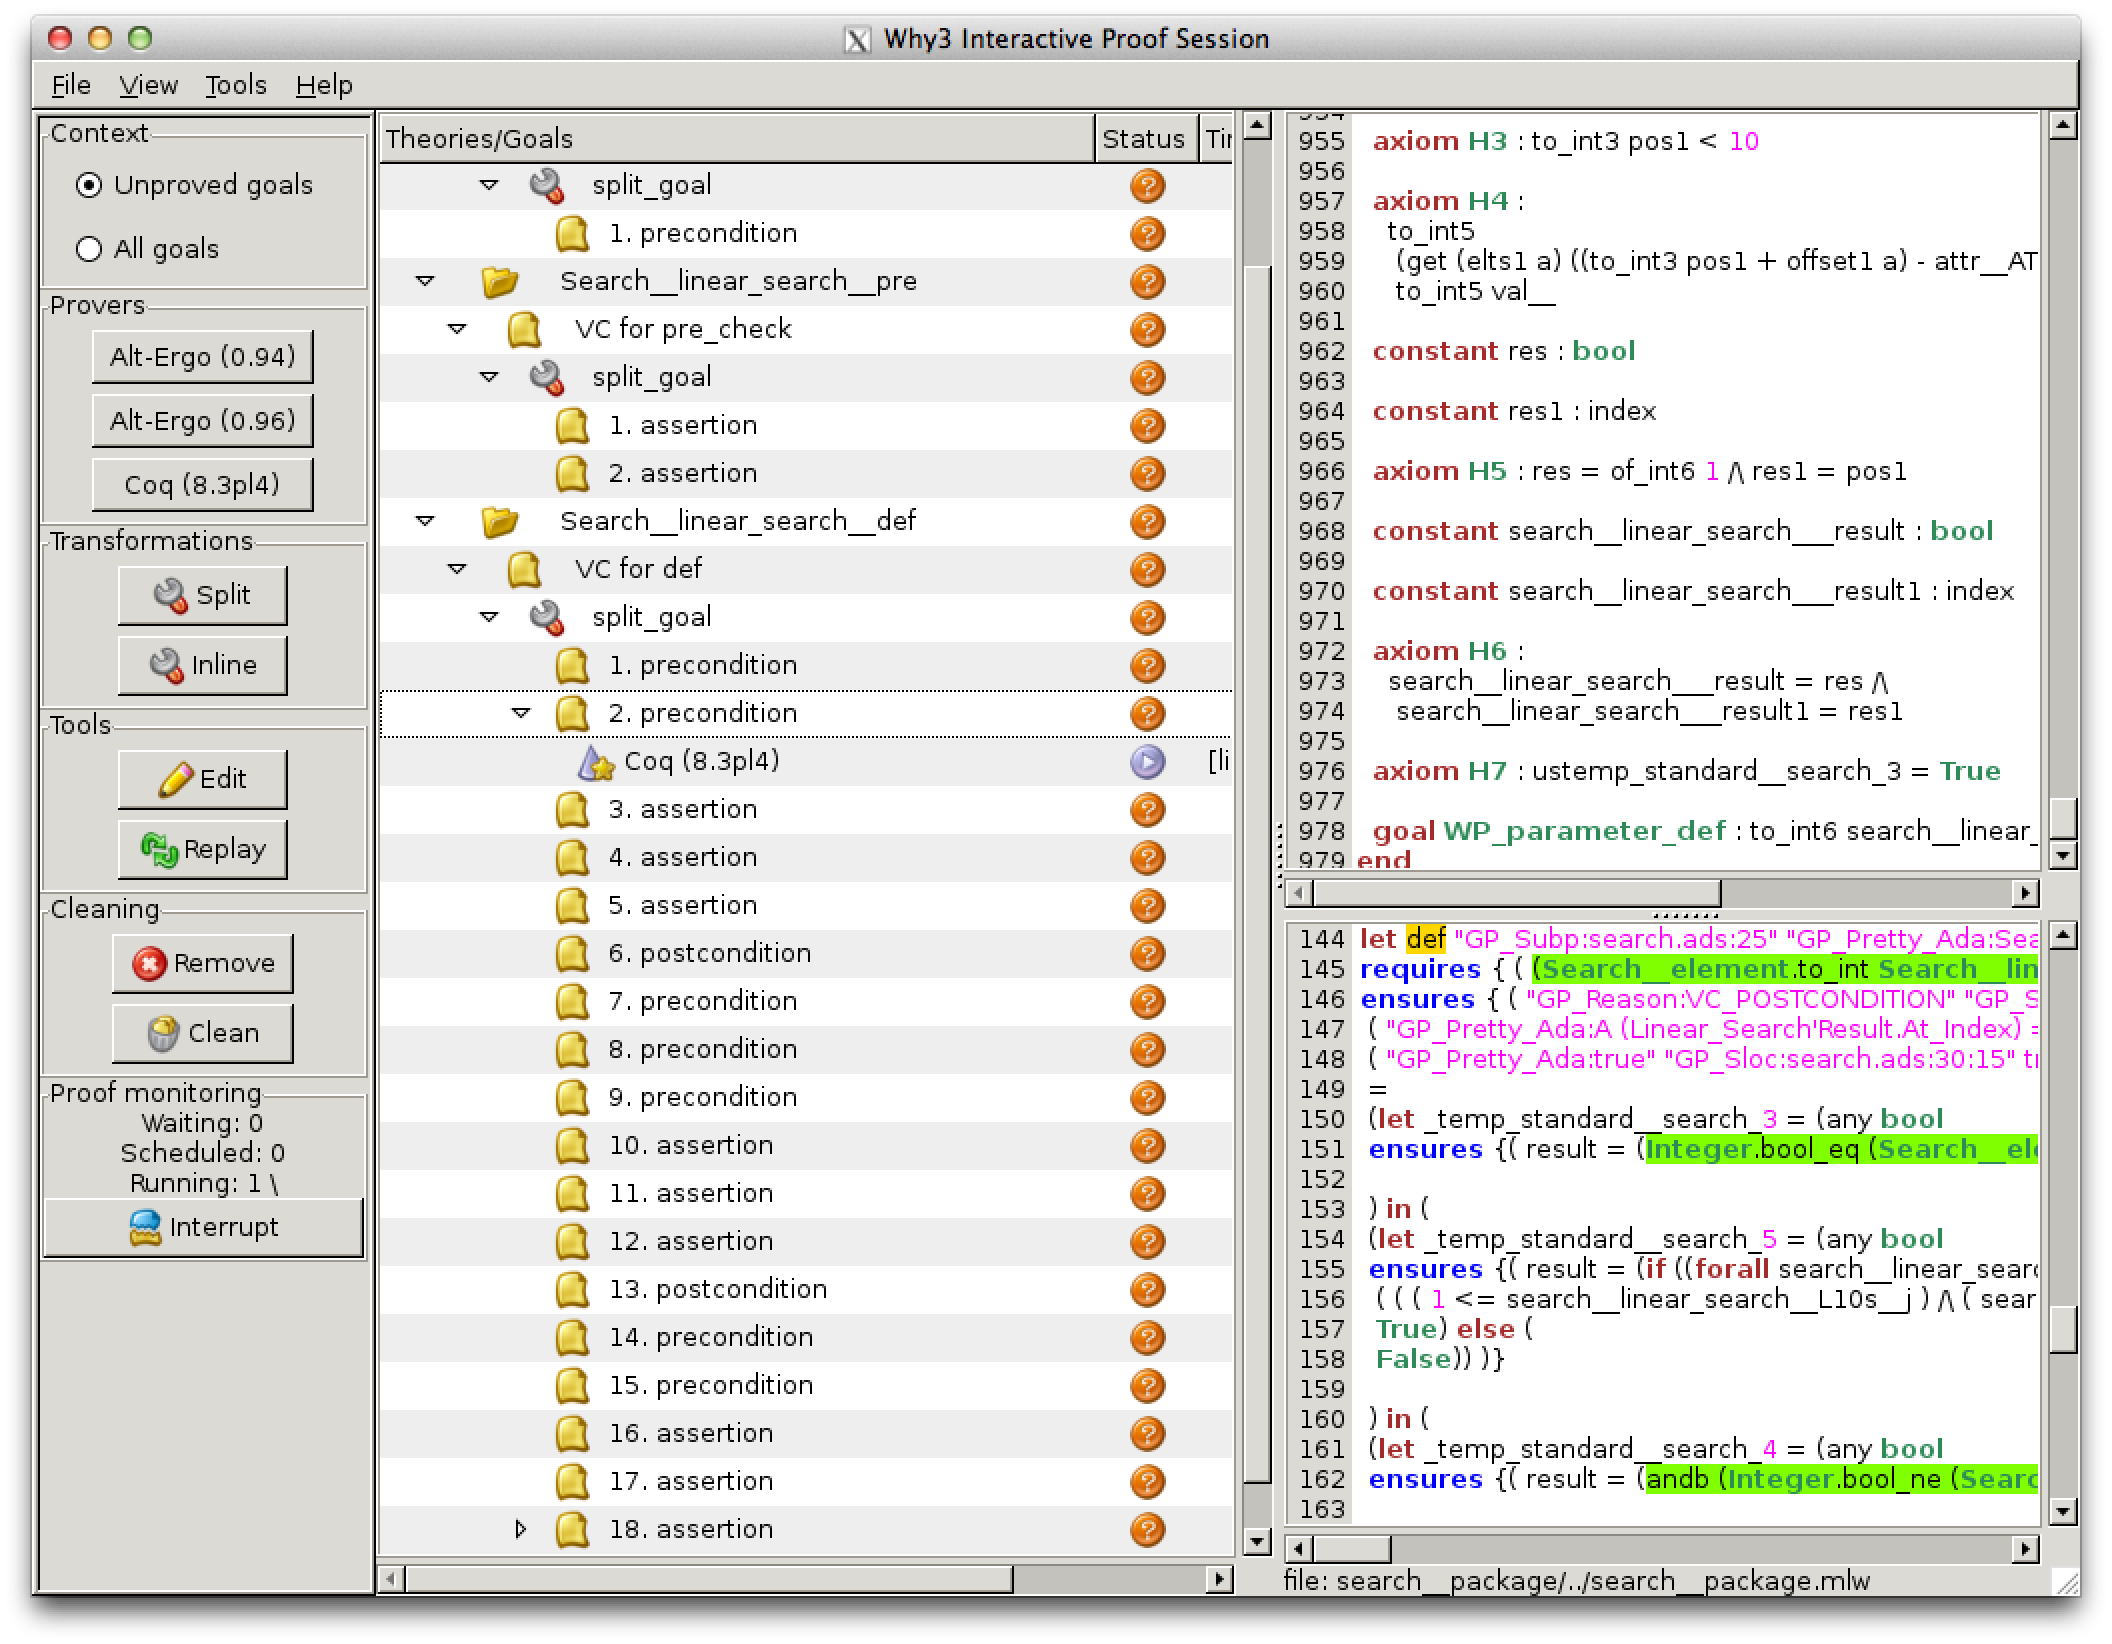 Why3 Interactive Proof Session
File View Tools Help
Context
Unproved goals
All goals
Provers
Alt-Ergo (0.94)
Alt-Ergo (0.96)
Coq (8.3pl4)
Transformations
Split
Inline
Tools
Edit
Replay
Cleaning
Remove
Clean
Proof monitoring
Waiting: 0
Scheduled: 0
Running: 1 \
Interrupt
Theories/Goals Status
split_goal
1. precondition
Search__linear_search__pre
VC for pre_check
split_goal
1. assertion
2. assertion
Search__linear_search__def
VC for def
split_goal
1. precondition
2. precondition
Coq (8.3pl4) [li
3. assertion
4. assertion
5. assertion
6. postcondition
7. precondition
8. precondition
9. precondition
10. assertion
11. assertion
12. assertion
13. postcondition
14. precondition
15. precondition
16. assertion
17. assertion
18. assertion
955 axiom H3 : to_int3 pos1 < 10
956
957 axiom H4 :
958 to_int5
959 (get (elts1 a) ((to_int3 pos1 + offset1 a) - attr__AT
960 to_int5 val__
961
962 constant res : bool
963
964 constant res1 : index
965
966 axiom H5 : res = of_int6 1 /\ res1 = pos1
967
968 constant search__linear_search___result : bool
969
970 constant search__linear_search___result1 : index
971
972 axiom H6 :
973 search__linear_search___result = res /\
974 search__linear_search___result1 = res1
975
976 axiom H7 : ustemp_standard__search_3 = True
977
978 goal WP_parameter_def : to_int6 search__linear_
979 end
144 let def "GP_Subp:search.ads:25" "GP_Pretty_Ada:Sea
145 requires { ( (Search__element.to_int Search__lin
146 ensures { ( "GP_Reason:VC_POSTCONDITION" "GP_S
147 ( "GP_Pretty_Ada:A (Linear_Search'Result.At_Index) =
148 ( "GP_Pretty_Ada:true" "GP_Sloc:search.ads:30:15" tr
149 =
150 (let _temp_standard__search_3 = (any bool
151 ensures {( result = (Integer.bool_eq (Search__ele
152
153 ) in (
154 (let _temp_standard__search_5 = (any bool
155 ensures {( result = (if ((forall search__linear_searc
156 ( ( ( 1 <= search__linear_search__L10s__j ) /\ ( sear
157 True) else (
158 False)) )}
159
160 ) in (
161 (let _temp_standard__search_4 = (any bool
162 ensures {( result = (andb (Integer.bool_ne (Searc
163
file: search__package/../search__package.mlw